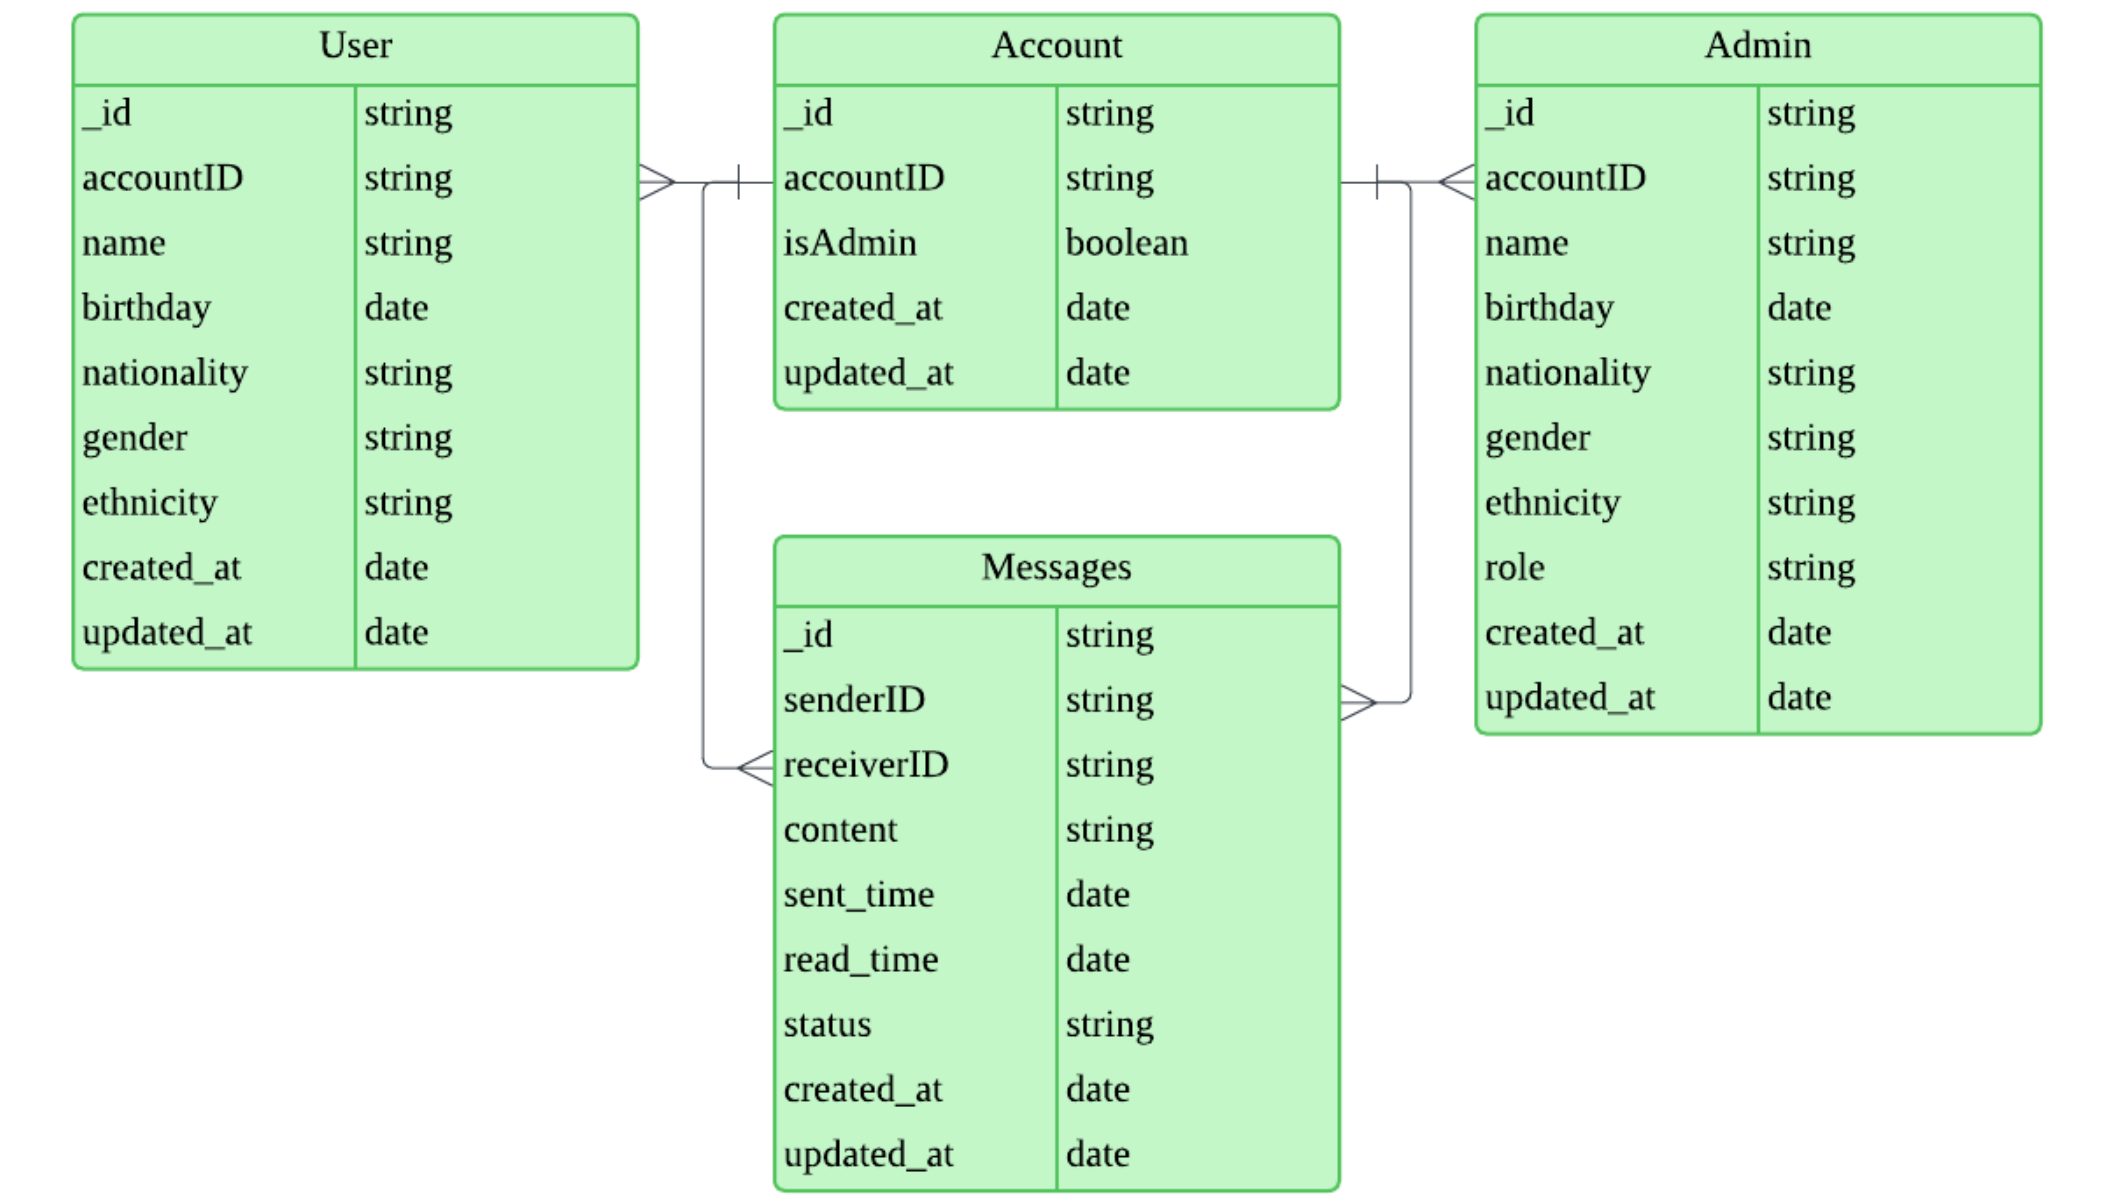 User
_id string
accountID string
name string
birthday date
nationality string
gender string
ethnicity string
created_at date
updated_at date
Account
_id string
accountID string
isAdmin boolean
created_at date
updated_at date
Admin
_id string
accountID string
name string
birthday date
nationality string
gender string
ethnicity string
role string
created_at date
updated_at date
Messages
_id string
senderID string
receiverID string
content string
sent_time date
read_time date
status string
created_at date
updated_at date